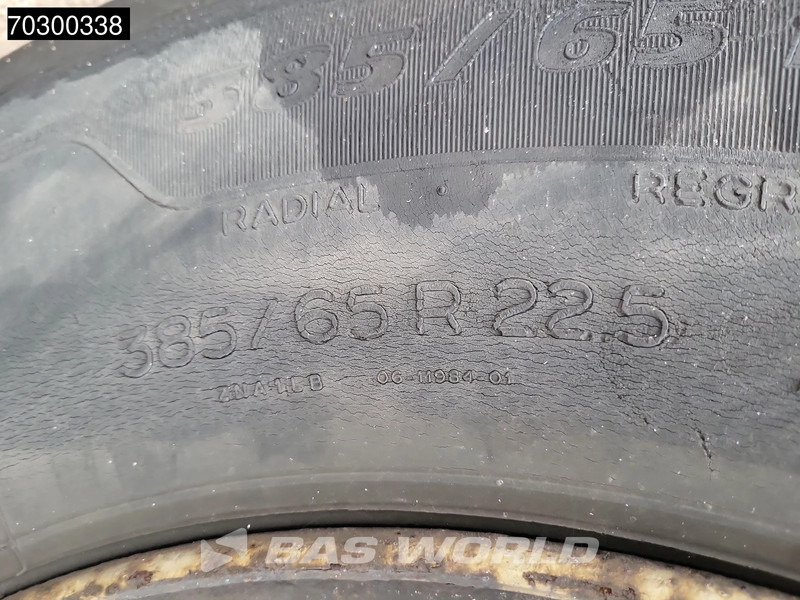 70300338
385/65
RADIAL
REGR
385/65 R 22.5
06-11984-01
BAS WORLD